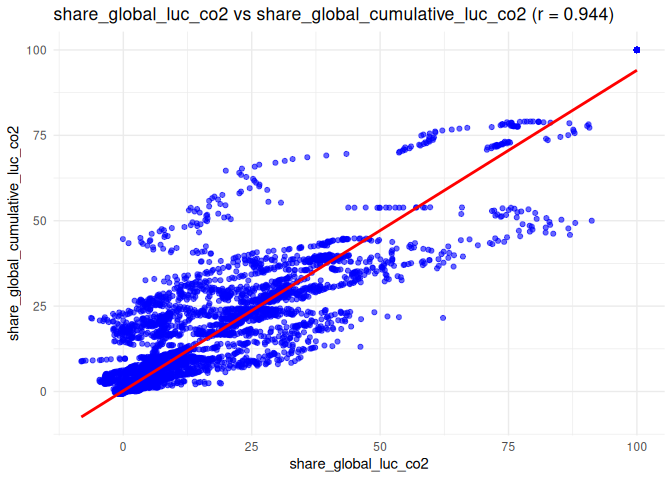 share_global_luc_co2 vs share_global_cumulative_luc_co2 (r = 0.944)
100
75
50
25
0
share_global_cumulative_luc_co2
0 25 50 75 100
share_global_luc_co2